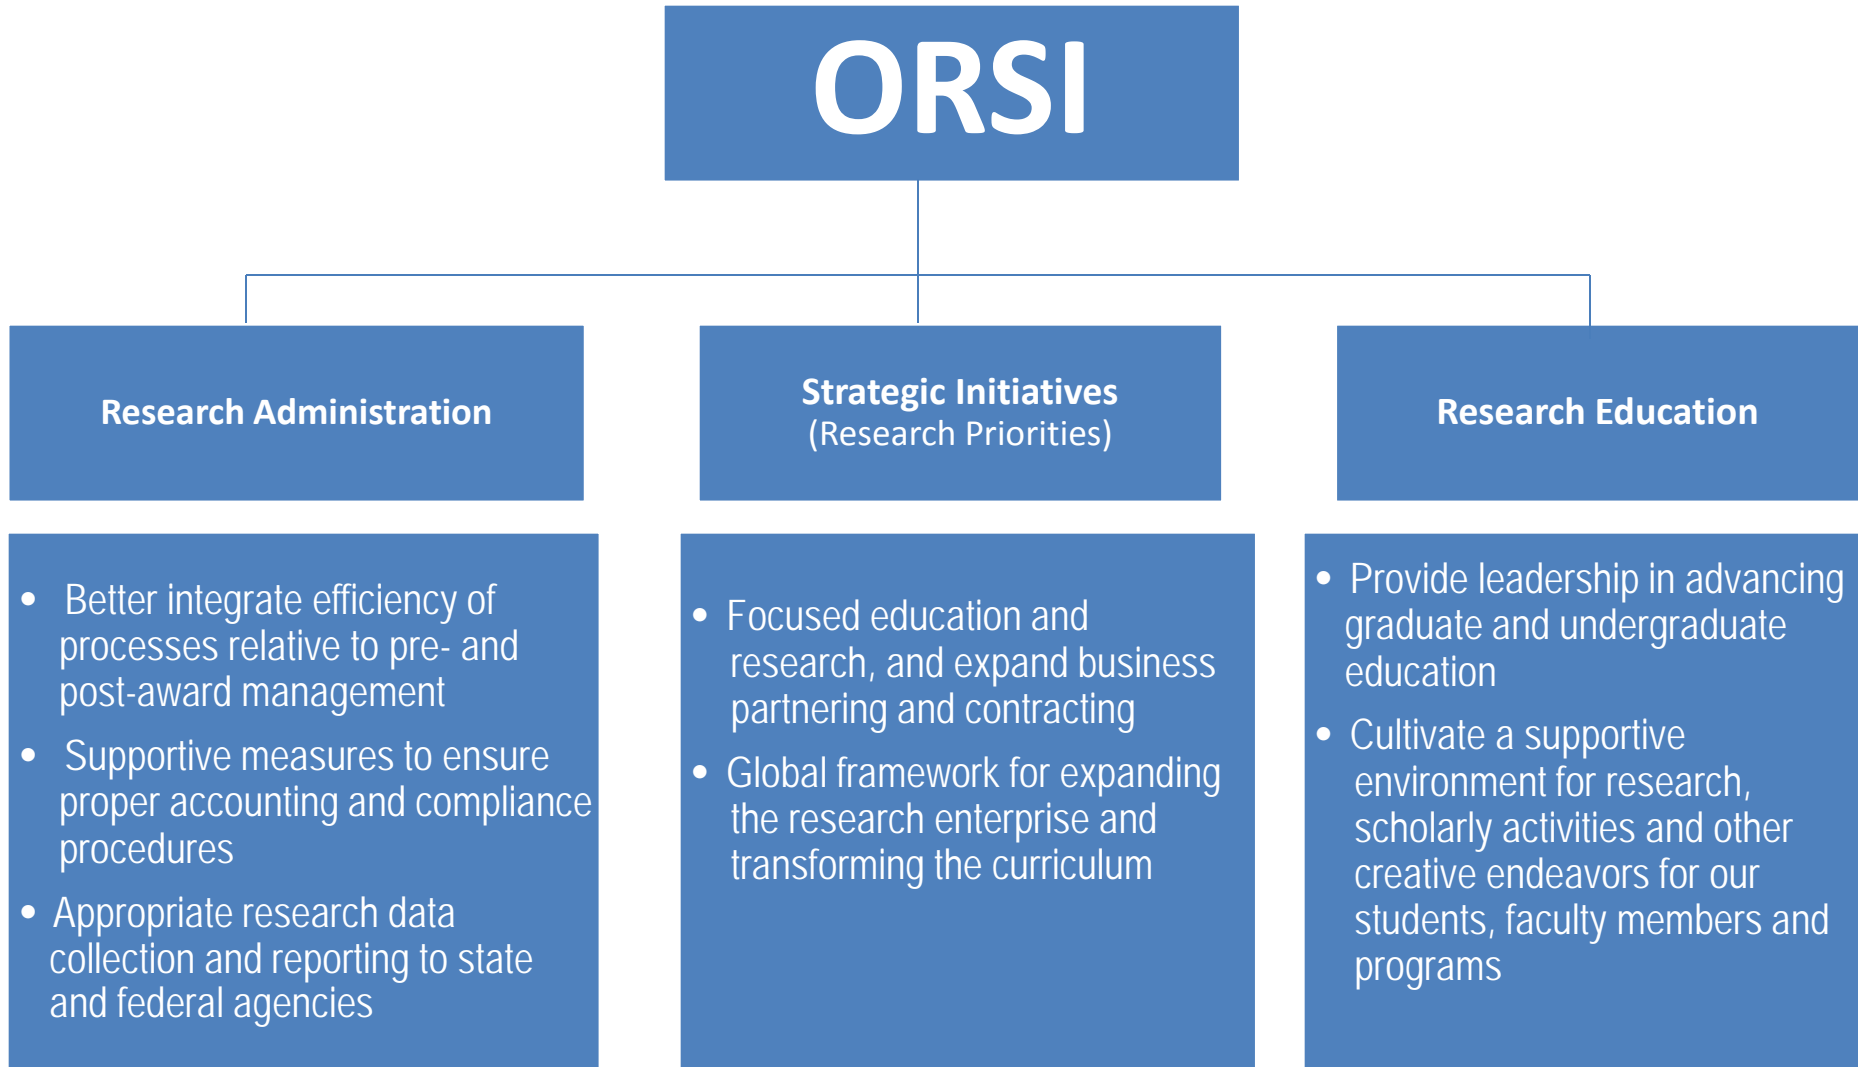 ORSI
Research Administration
Strategic Initiatives
(Research Priorities)
Research Education
• Better integrate efficiency of
processes relative to pre- and
post-award management
• Supportive measures to ensure
proper accounting and compliance
procedures
• Appropriate research data
collection and reporting to state
and federal agencies
• Focused education and
research, and expand business
partnering and contracting
• Global framework for expanding
the research enterprise and
transforming the curriculum
• Provide leadership in advancing
graduate and undergraduate
education
• Cultivate a supportive
environment for research,
scholarly activities and other
creative endeavors for our
students, faculty members and
programs